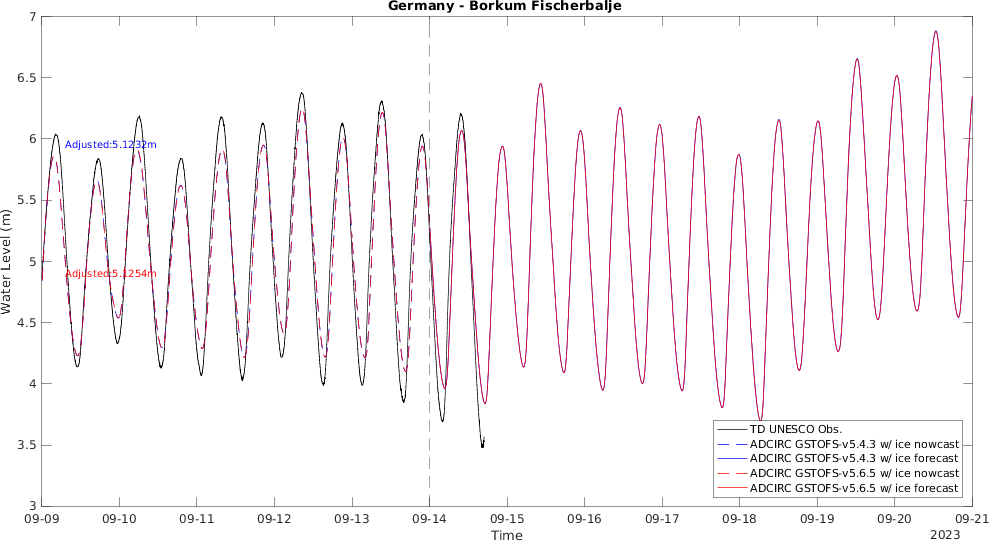 Germany - Borkum Fischerbalje
7
6.5
6
5.5
5
4.5
4
3.5
3
Water Level (m)
Adjusted:5.1232m
Adjusted:5.1254m
TD UNESCO Obs.
ADCIRC GSTOFS-v5.4.3 w/ ice nowcast
ADCIRC GSTOFS-v5.4.3 w/ ice forecast
ADCIRC GSTOFS-v5.6.5 w/ ice nowcast
ADCIRC GSTOFS-v5.6.5 w/ ice forecast
09-09 09-10 09-11 09-12 09-13 09-14 09-15 09-16 09-17 09-18 09-19 09-20 09-21
Time
2023